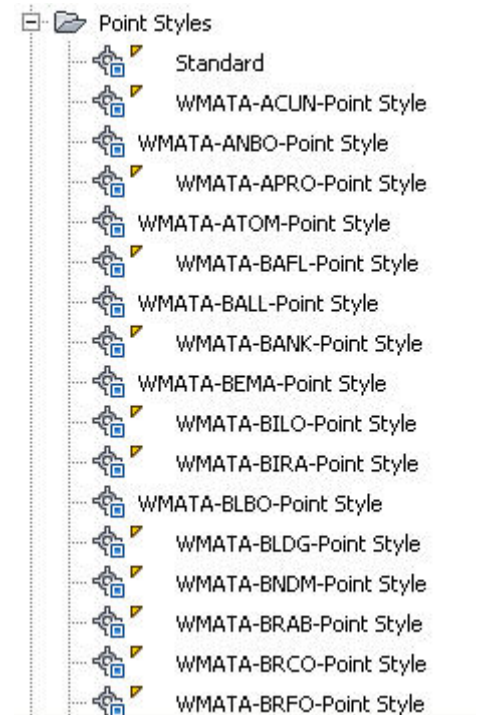 Point Styles
Standard
WMATA-ACUN-Point Style
WMATA-ANBO-Point Style
WMATA-APRO-Point Style
WMATA-ATOM-Point Style
WMATA-BAFL-Point Style
WMATA-BALL-Point Style
WMATA-BANK-Point Style
WMATA-BEMA-Point Style
WMATA-BILO-Point Style
WMATA-BIRA-Point Style
WMATA-BLBO-Point Style
WMATA-BLDG-Point Style
WMATA-BNDM-Point Style
WMATA-BRAB-Point Style
WMATA-BRCO-Point Style
WMATA-BRFO-Point Style